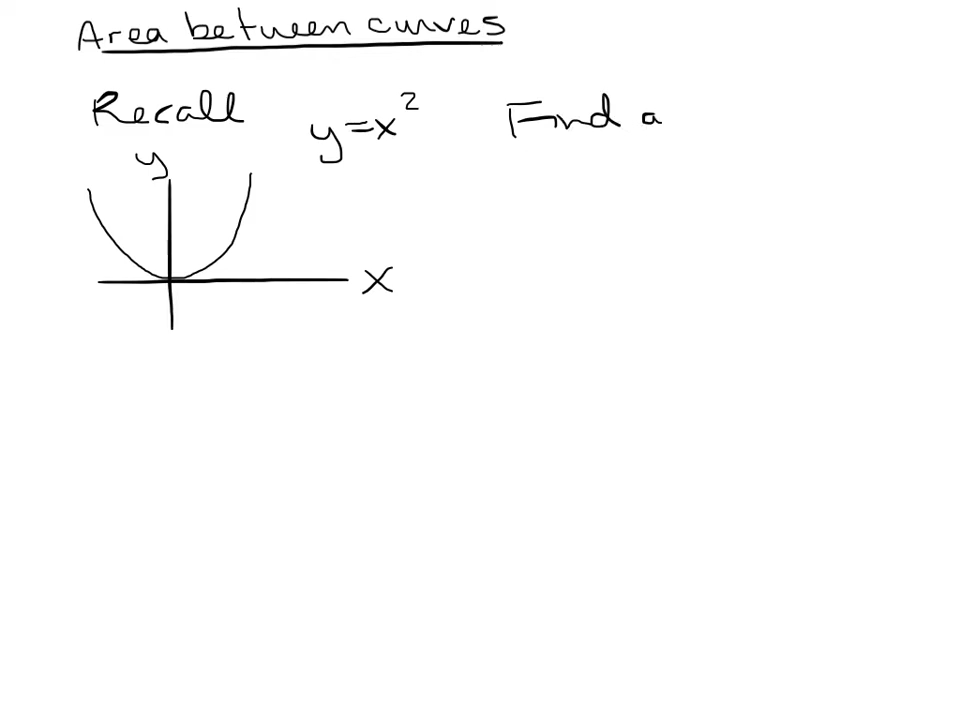 Area between curves
Recall y=x² Find a
y
x